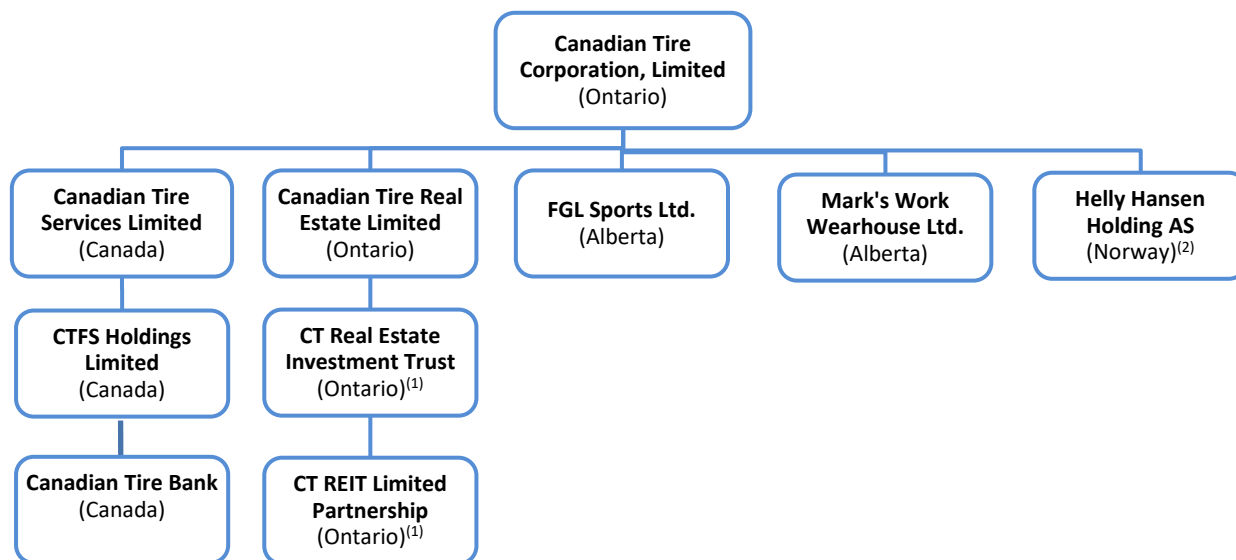 Canadian Tire
Corporation, Limited
(Ontario)
Canadian Tire
Services Limited
(Canada)
Canadian Tire Real
Estate Limited
(Ontario)
FGL Sports Ltd.
(Alberta)
Mark's Work
Wearhouse Ltd.
(Alberta)
Helly Hansen
Holding AS
(Norway)(2)
CTFS Holdings
Limited
(Canada)
CT Real Estate
Investment Trust
(Ontario)(1)
Canadian Tire Bank
(Canada)
CT REIT Limited
Partnership
(Ontario)(1)